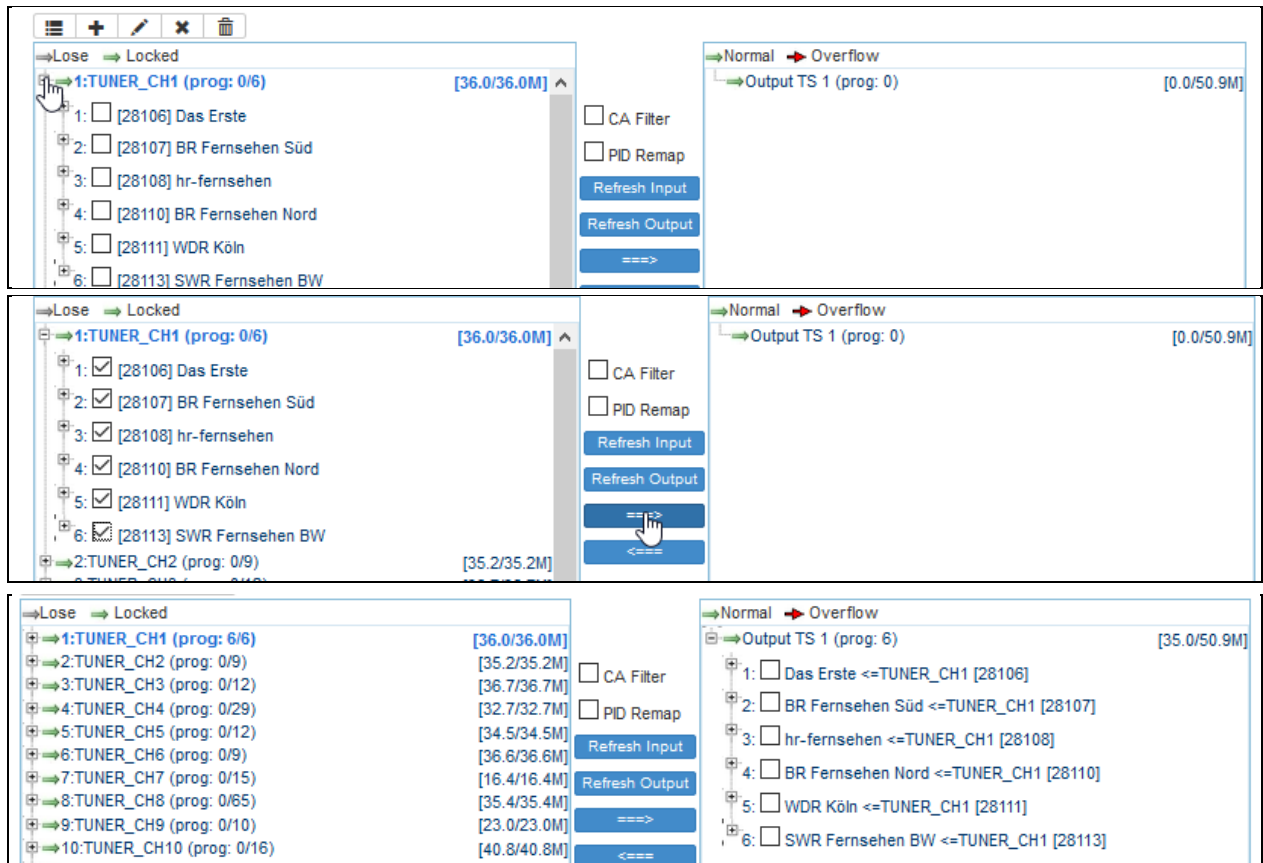 Lose Locked
1:TUNER_CH1 (prog: 0/6) [36.0/36.0M]
1: [28106] Das Erste
2: [28107] BR Fernsehen Süd
3: [28108] hr-fernsehen
4: [28110] BR Fernsehen Nord
5: [28111] WDR Köln
6: [28113] SWR Fernsehen BW
CA Filter
PID Remap
Refresh Input
Refresh Output
===>
Normal Overflow
Output TS 1 (prog: 0) [0.0/50.9M]
Lose Locked
1:TUNER_CH1 (prog: 0/6) [36.0/36.0M]
1: [28106] Das Erste
2: [28107] BR Fernsehen Süd
3: [28108] hr-fernsehen
4: [28110] BR Fernsehen Nord
5: [28111] WDR Köln
6: [28113] SWR Fernsehen BW
2:TUNER_CH2 (prog: 0/9) [35.2/35.2M]
CA Filter
PID Remap
Refresh Input
Refresh Output
===>
<===
Normal Overflow
Output TS 1 (prog: 0) [0.0/50.9M]
Lose Locked
1:TUNER_CH1 (prog: 6/6) [36.0/36.0M]
2:TUNER_CH2 (prog: 0/9) [35.2/35.2M]
3:TUNER_CH3 (prog: 0/12) [36.7/36.7M]
4:TUNER_CH4 (prog: 0/29) [32.7/32.7M]
5:TUNER_CH5 (prog: 0/12) [34.5/34.5M]
6:TUNER_CH6 (prog: 0/9) [36.6/36.6M]
7:TUNER_CH7 (prog: 0/15) [16.4/16.4M]
8:TUNER_CH8 (prog: 0/65) [35.4/35.4M]
9:TUNER_CH9 (prog: 0/10) [23.0/23.0M]
10:TUNER_CH10 (prog: 0/16) [40.8/40.8M]
CA Filter
PID Remap
Refresh Input
Refresh Output
===>
<===
Normal Overflow
Output TS 1 (prog: 6) [35.0/50.9M]
1: Das Erste <=TUNER_CH1 [28106]
2: BR Fernsehen Süd <=TUNER_CH1 [28107]
3: hr-fernsehen <=TUNER_CH1 [28108]
4: BR Fernsehen Nord <=TUNER_CH1 [28110]
5: WDR Köln <=TUNER_CH1 [28111]
6: SWR Fernsehen BW <=TUNER_CH1 [28113]